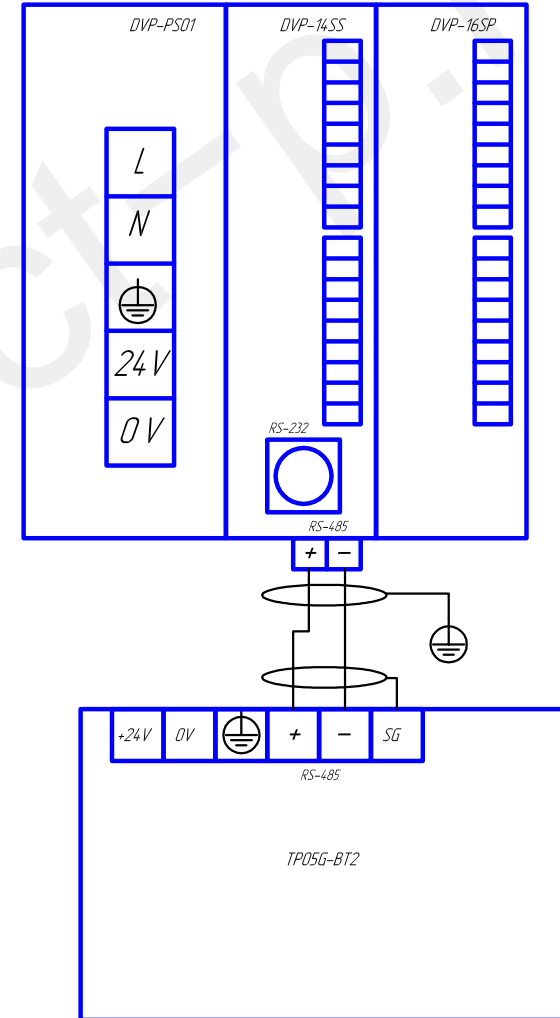 DVP-PS01 DVP-14SS DVP-16SP
L
N
24V
0V
RS-232
RS-485
+ −
+24V 0V + − SG
RS-485
TP05G-BT2
ct-p.